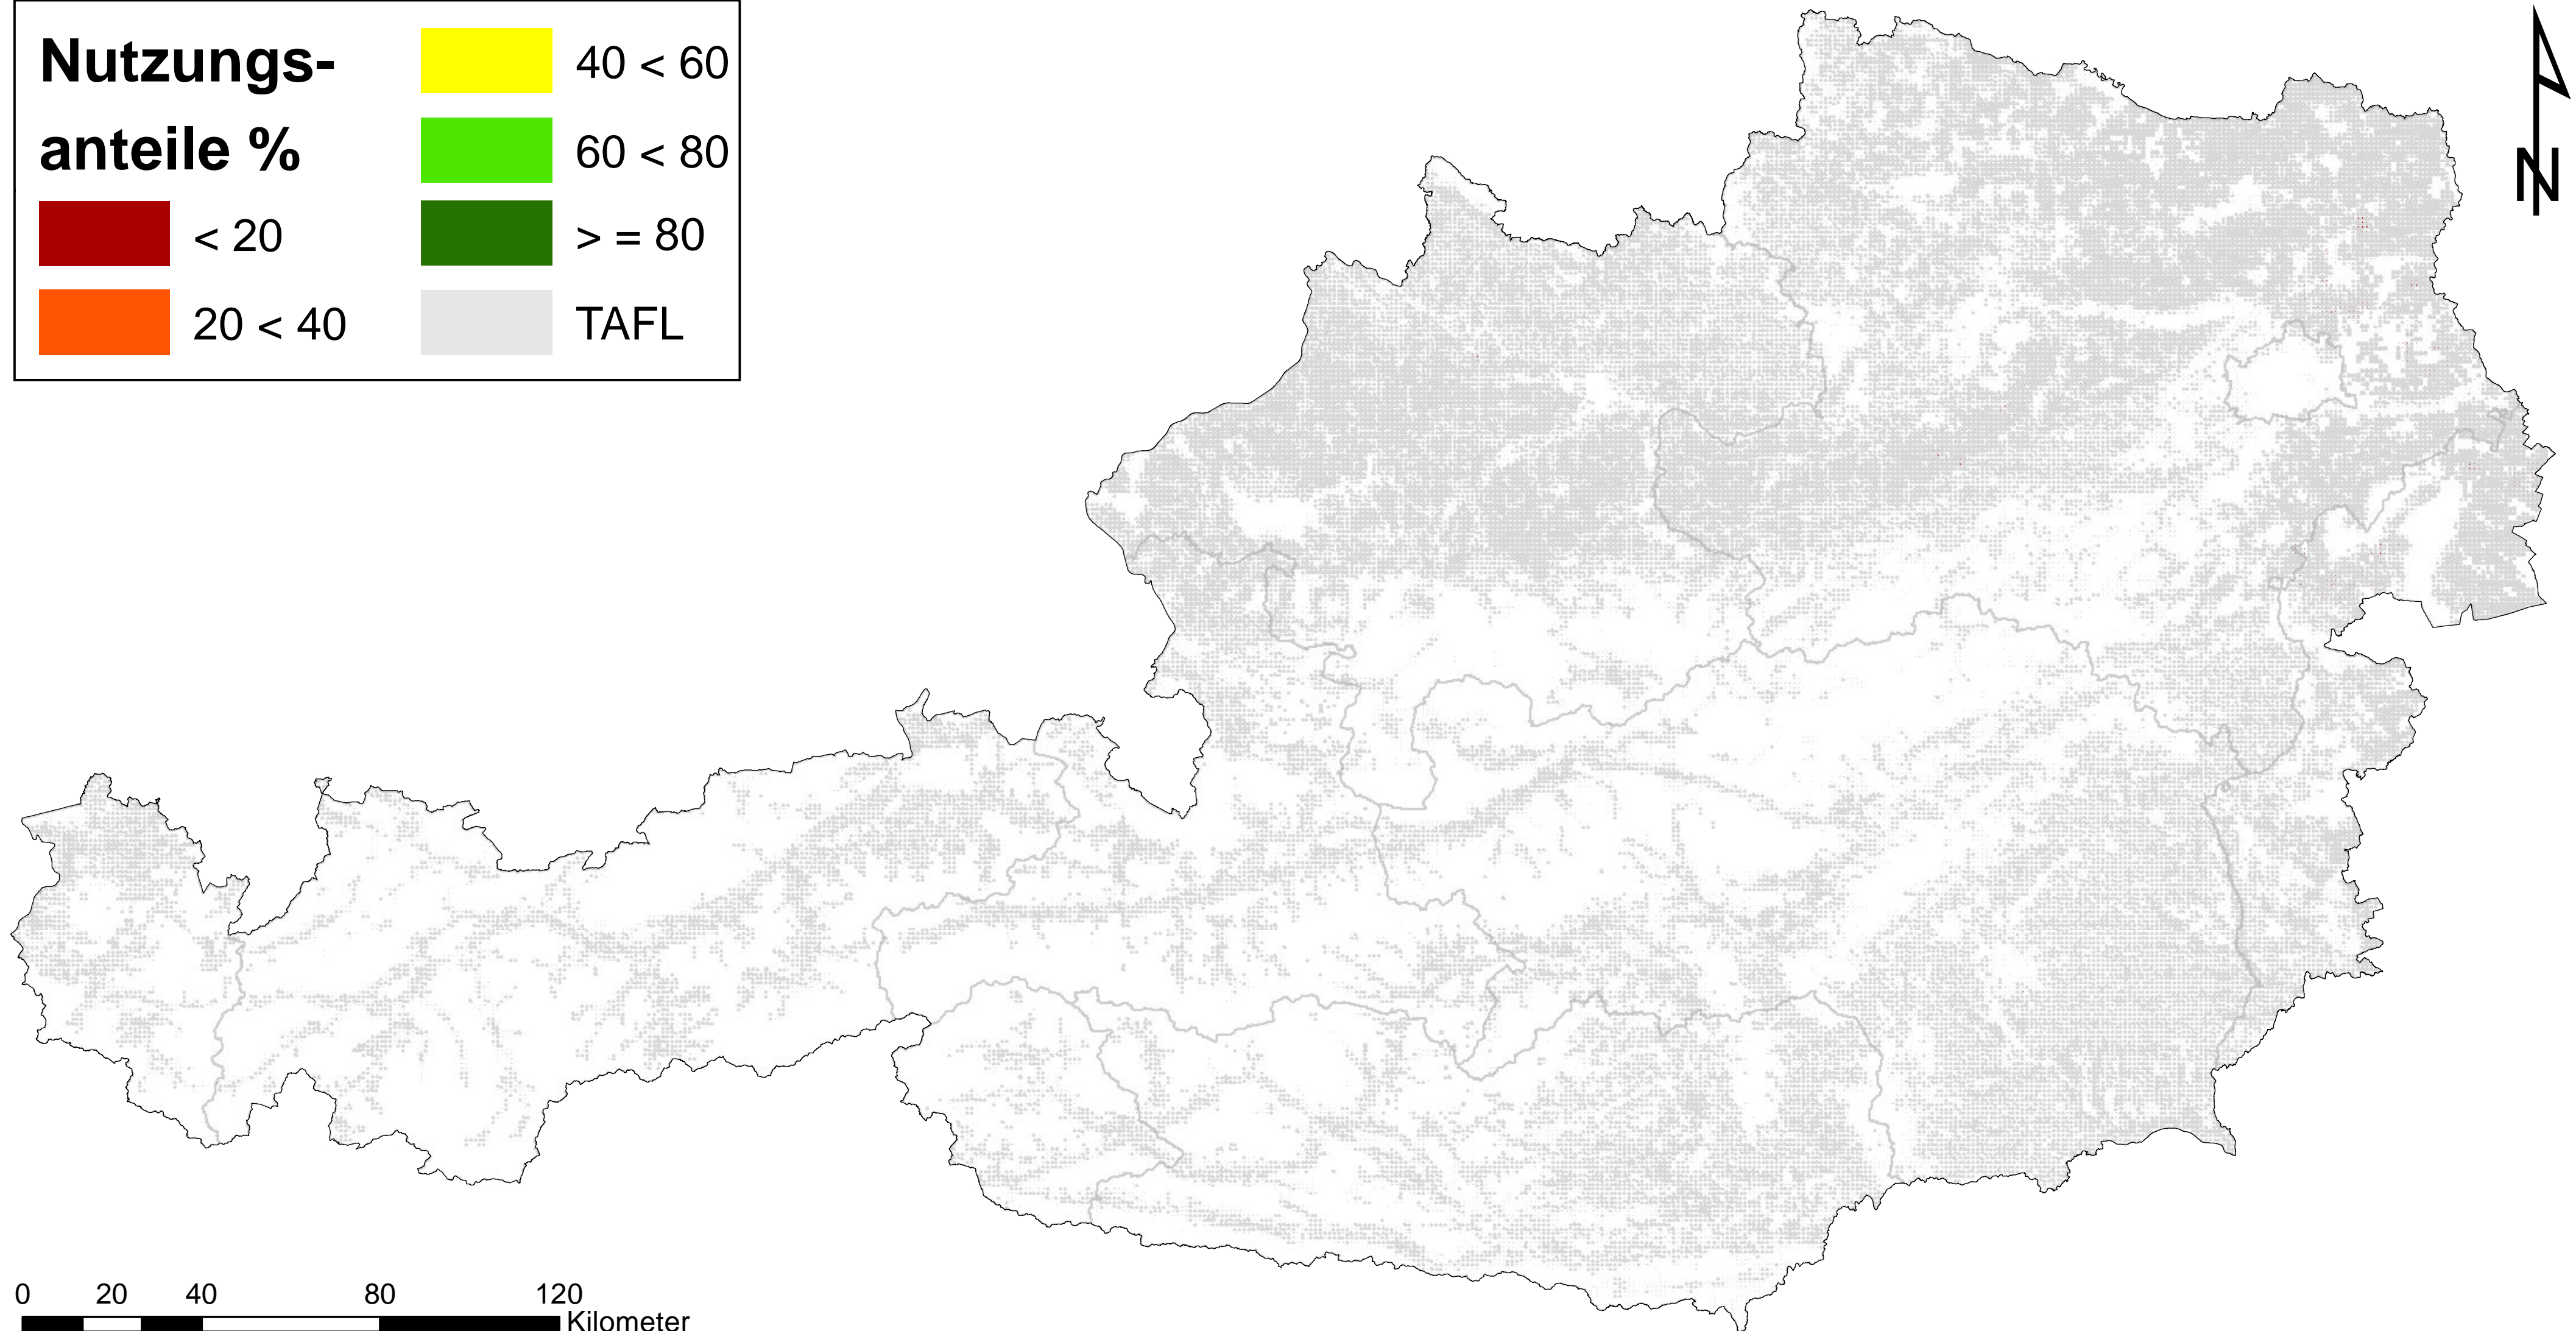 Nutzungs-
anteile %
< 20
20 < 40
40 < 60
60 < 80
> = 80
TAFL
N
0 20 40 80 120
Kilometer